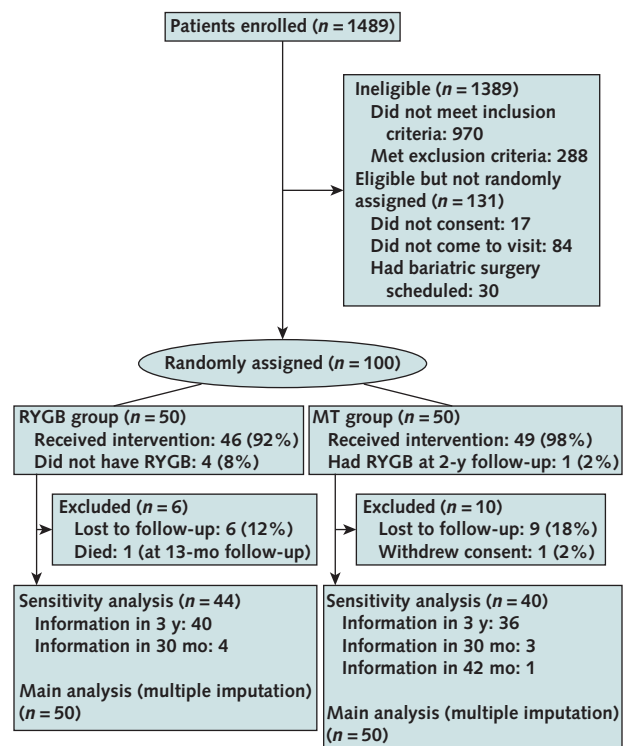 Patients enrolled (n = 1489)
Ineligible (n = 1389)
Did not meet inclusion
criteria: 970
Met exclusion criteria: 288
Eligible but not randomly
assigned (n = 131)
Did not consent: 17
Did not come to visit: 84
Had bariatric surgery
scheduled: 30
Randomly assigned (n = 100)
RYGB group (n = 50)
Received intervention: 46 (92%)
Did not have RYGB: 4 (8%)
MT group (n = 50)
Received intervention: 49 (98%)
Had RYGB at 2-y follow-up: 1 (2%)
Excluded (n = 6)
Lost to follow-up: 6 (12%)
Died: 1 (at 13-mo follow-up)
Excluded (n = 10)
Lost to follow-up: 9 (18%)
Withdrew consent: 1 (2%)
Sensitivity analysis (n = 44)
Information in 3 y: 40
Information in 30 mo: 4
Main analysis (multiple imputation)
(n = 50)
Sensitivity analysis (n = 40)
Information in 3 y: 36
Information in 30 mo: 3
Information in 42 mo: 1
Main analysis (multiple imputation)
(n = 50)